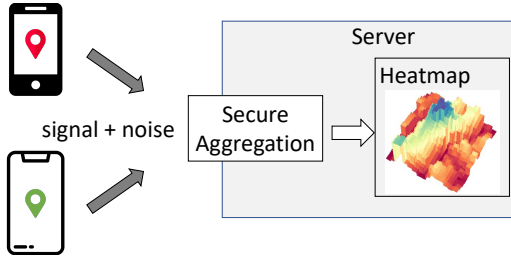 Server
Heatmap
signal + noise
Secure
Aggregation